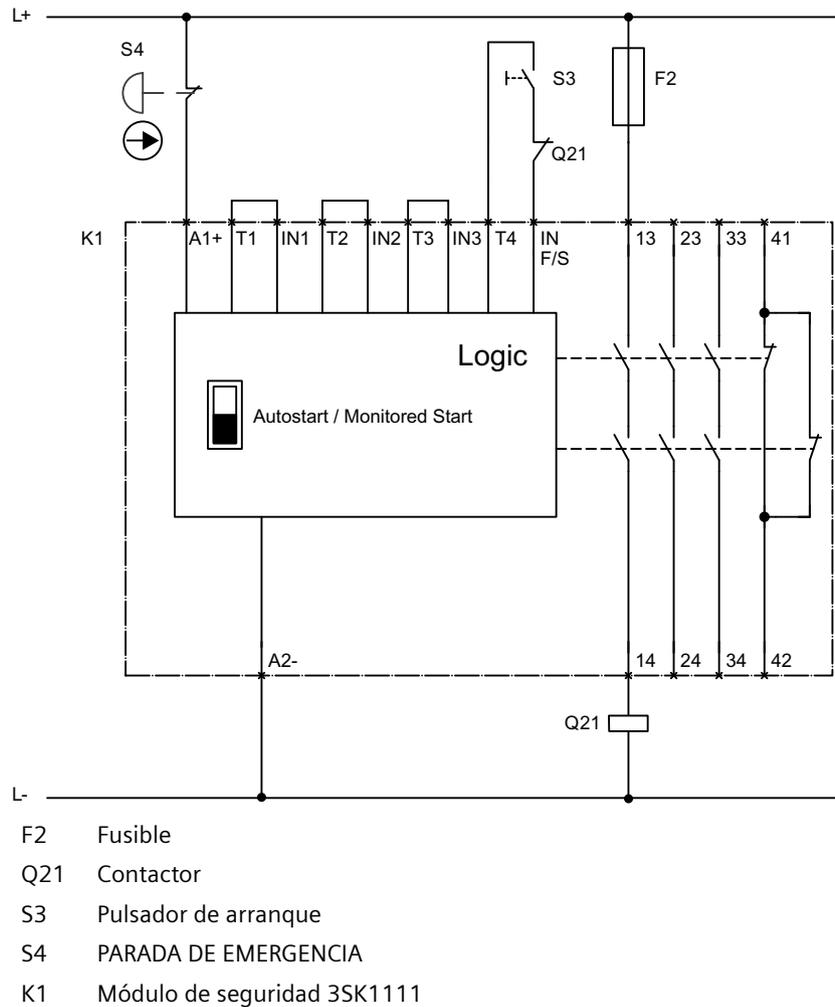 L+
S4
S3
F2
Q21
K1
A1+ T1 IN1 T2 IN2 T3 IN3 T4 IN 13 23 33 41
F/S
Logic
Autostart / Monitored Start
A2- 14 24 34 42
Q21
L-
F2 Fusible
Q21 Contactor
S3 Pulsador de arranque
S4 PARADA DE EMERGENCIA
K1 Módulo de seguridad 3SK1111